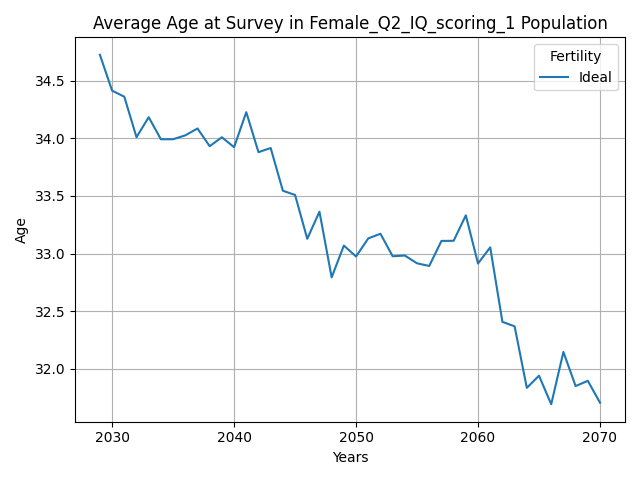 Average Age at Survey in Female_Q2_IQ_scoring_1 Population
Fertility
Ideal
34.5
34.0
33.5
33.0
32.5
32.0
Age
2030 2040 2050 2060 2070
Years